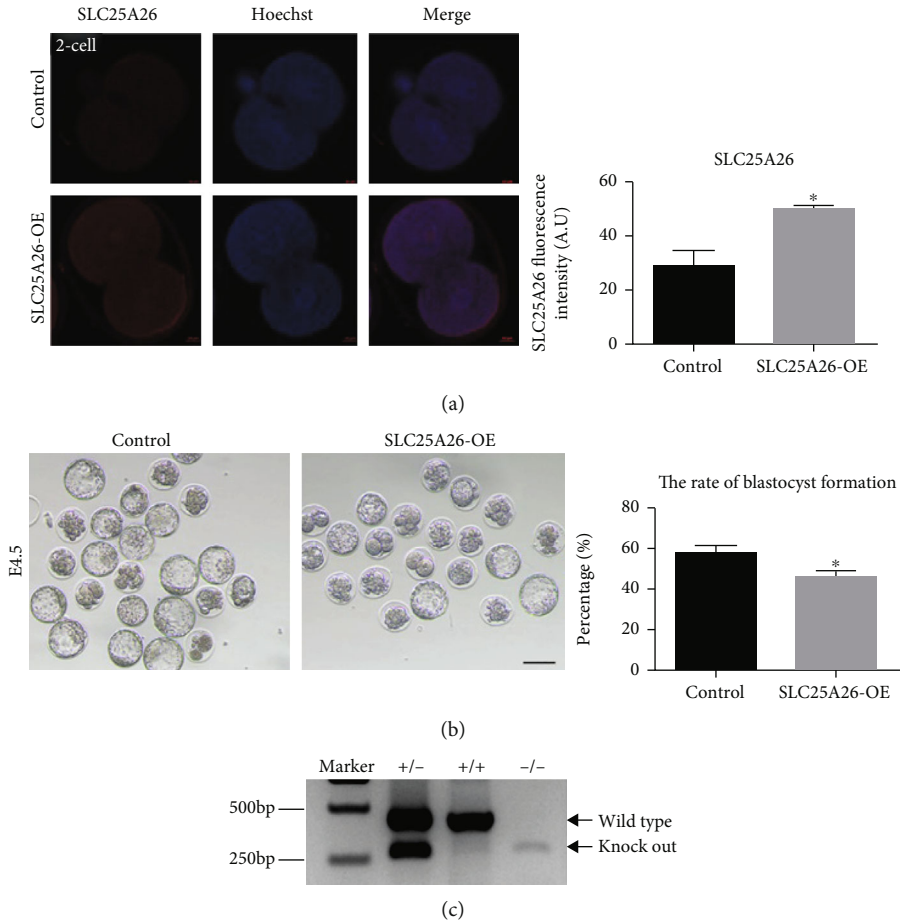 SLC25A26
Hoechst
Merge
2-cell
Control
SLC25A26-OE
SLC25A26
SLC25A26 fluorescence
intensity (A.U)
60
40
20
0
*
Control
SLC25A26-OE
(a)
Control
SLC25A26-OE
E4.5
The rate of blastocyst formation
Percentage (%)
80
60
40
20
0
*
Control
SLC25A26-OE
(b)
Marker
+/–
+/+
–/–
500bp
250bp
Wild type
Knock out
(c)